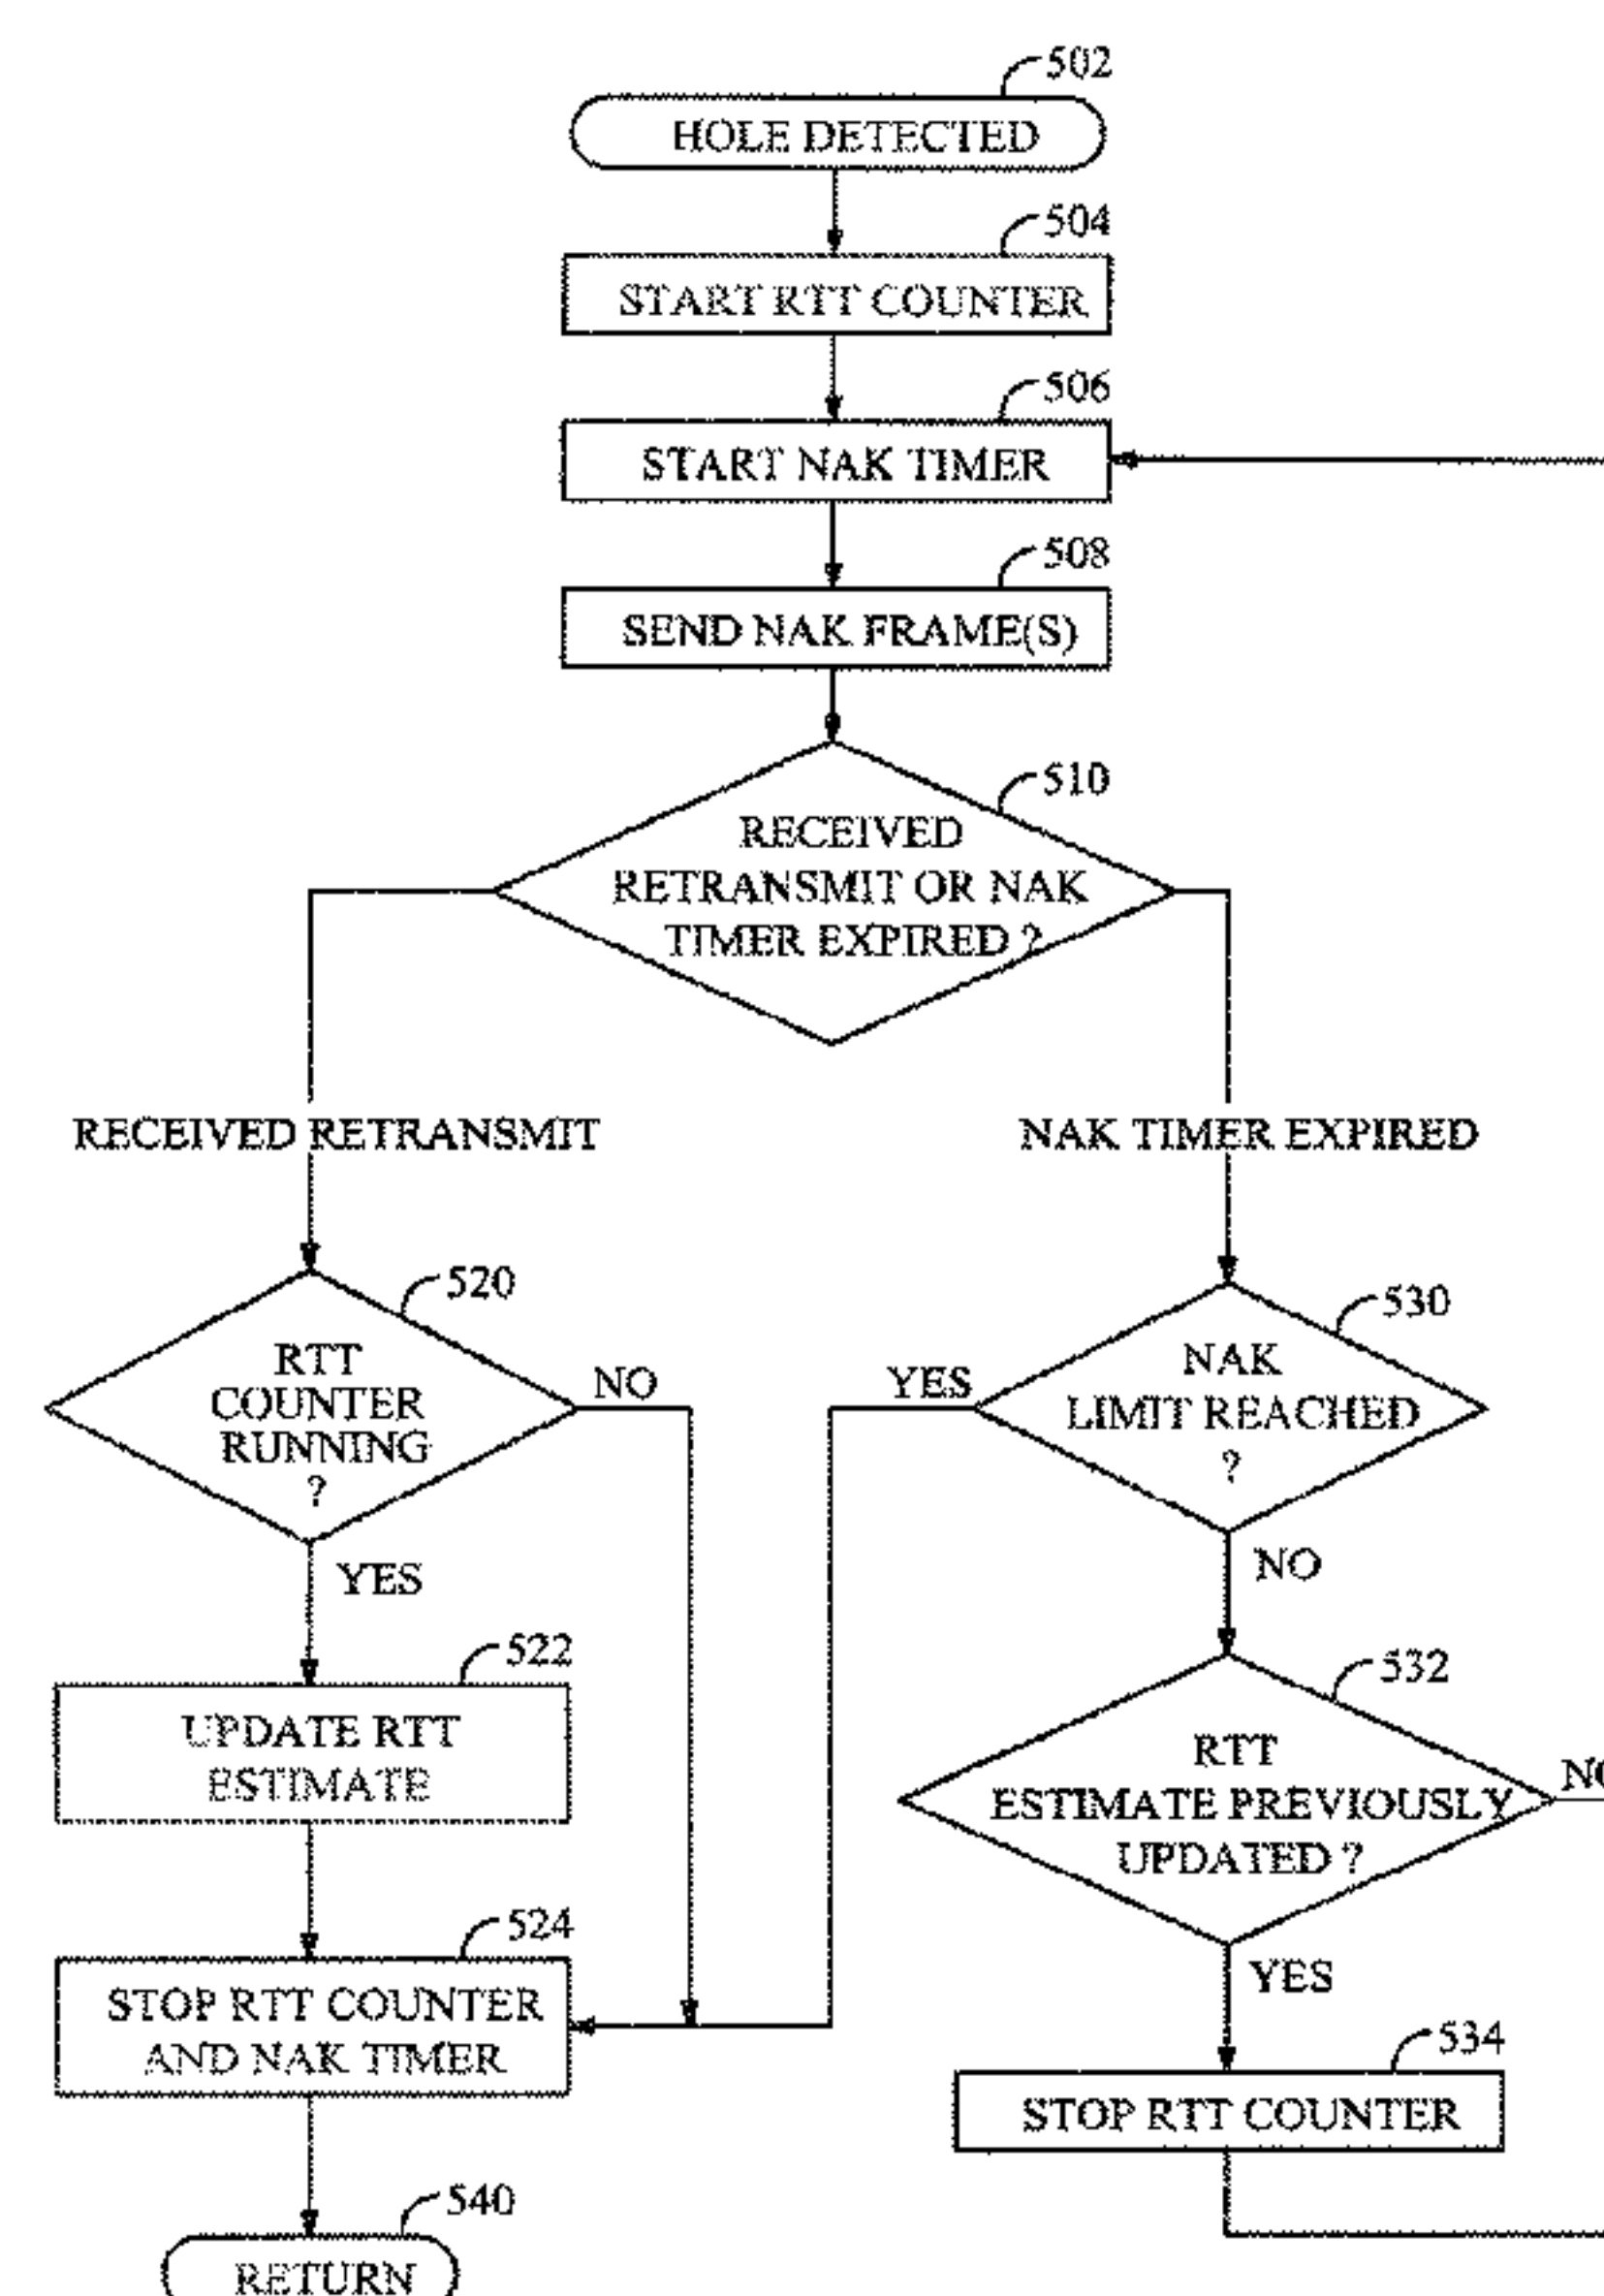 502
HOLE DETECTED
504
START RTT COUNTER
506
START NAK TIMER
508
SEND NAK FRAME(S)
510
RECEIVED
RETRANSMIT OR NAK
TIMER EXPIRED ?
RECEIVED RETRANSMIT
NAK TIMER EXPIRED
520
RTT
COUNTER
RUNNING
?
NO
YES
530
NAK
LIMIT REACHED
?
YES
NO
522
UPDATE RTT
ESTIMATE
532
RTT
ESTIMATE PREVIOUSLY
UPDATED ?
NO
YES
524
STOP RTT COUNTER
AND NAK TIMER
534
STOP RTT COUNTER
540
RETURN